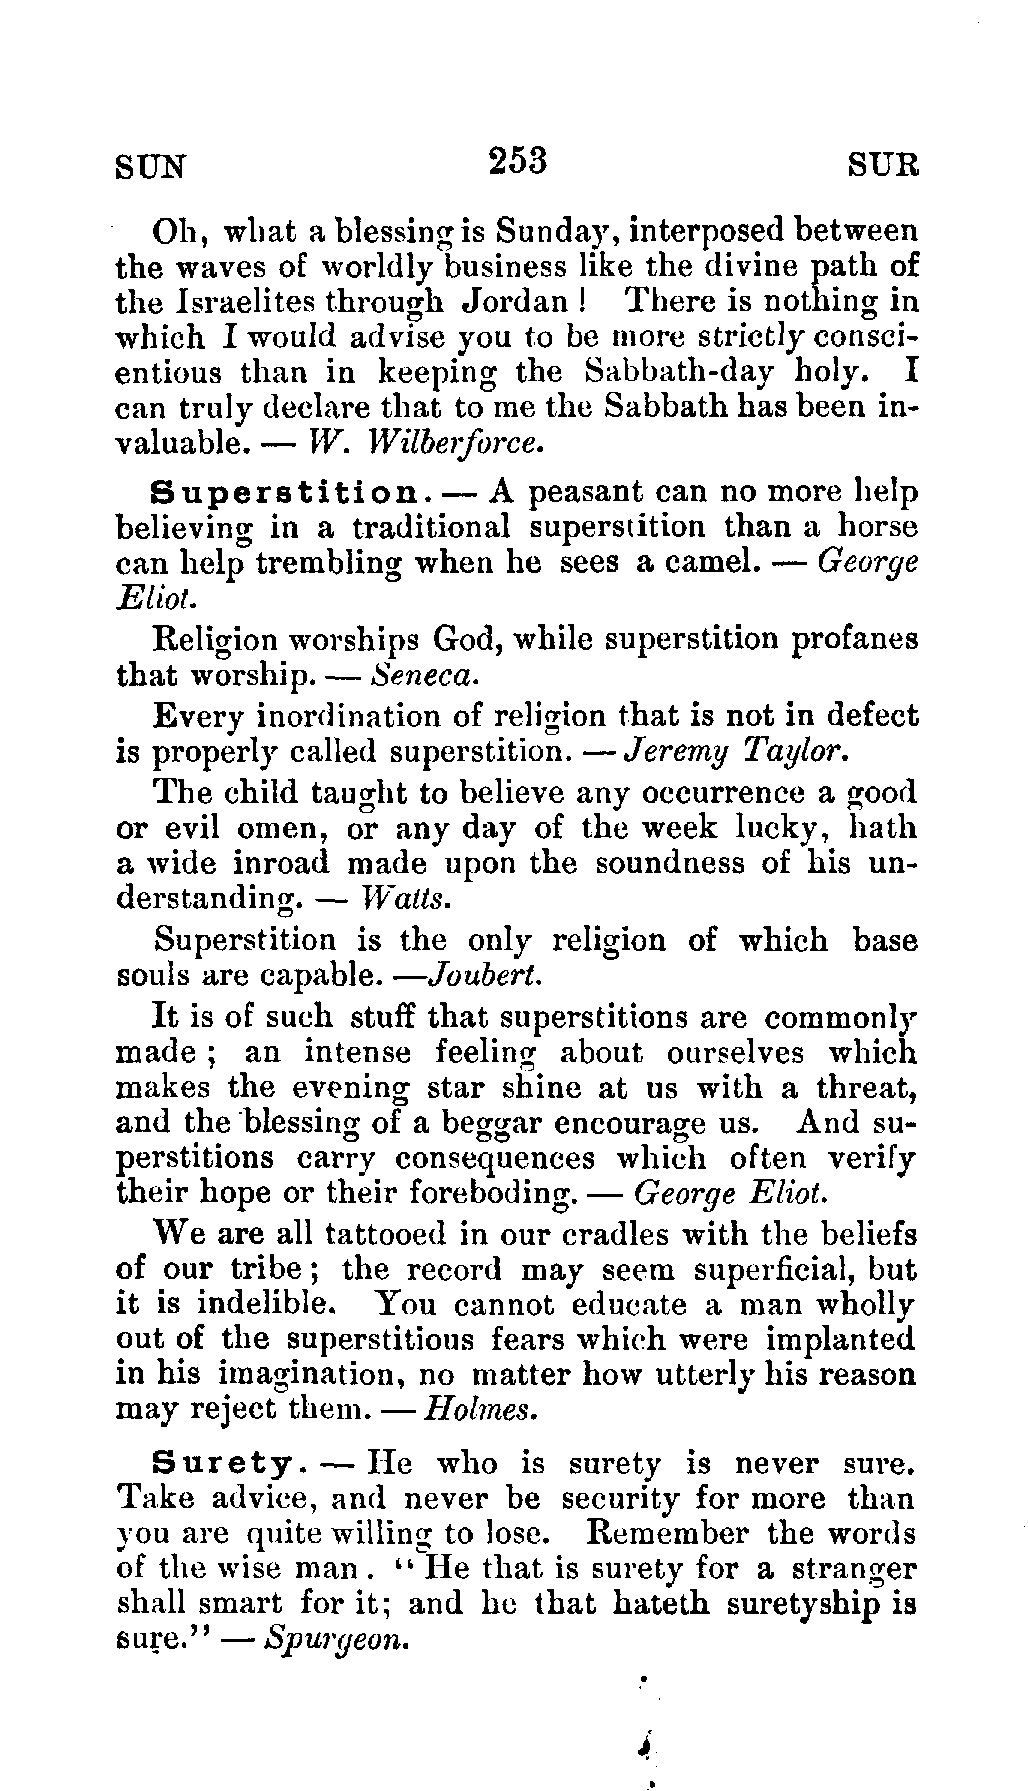 SUN 253 SUR
Oh, what a blessing is Sunday, interposed between
the waves of worldly business like the divine path of
the Israelites through Jordan ! There is nothing in
which I would advise you to be more strictly consci-
entious than in keeping the Sabbath-day holy. I
can truly declare that to me the Sabbath has been in-
valuable. — W. Wilberforce.
Superstition. — A peasant can no more help
believing in a traditional superstition than a horse
can help trembling when he sees a camel. — George
Eliot.
Religion worships God, while superstition profanes
that worship. — Seneca.
Every inordination of religion that is not in defect
is properly called superstition. — Jeremy Taylor.
The child taught to believe any occurrence a good
or evil omen, or any day of the week lucky, hath
a wide inroad made upon the soundness of his un-
derstanding. — Watts.
Superstition is the only religion of which base
souls are capable. —Joubert.
It is of such stuff that superstitions are commonly
made ; an intense feeling about ourselves which
makes the evening star shine at us with a threat,
and the blessing of a beggar encourage us. And su-
perstitions carry consequences which often verify
their hope or their foreboding. — George Eliot.
We are all tattooed in our cradles with the beliefs
of our tribe ; the record may seem superficial, but
it is indelible. You cannot educate a man wholly
out of the superstitious fears which were implanted
in his imagination, no matter how utterly his reason
may reject them. — Holmes.
Surety. — He who is surety is never sure.
Take advice, and never be security for more than
you are quite willing to lose. Remember the words
of the wise man . " He that is surety for a stranger
shall smart for it; and he that hateth suretyship is
sure." — Spurgeon.